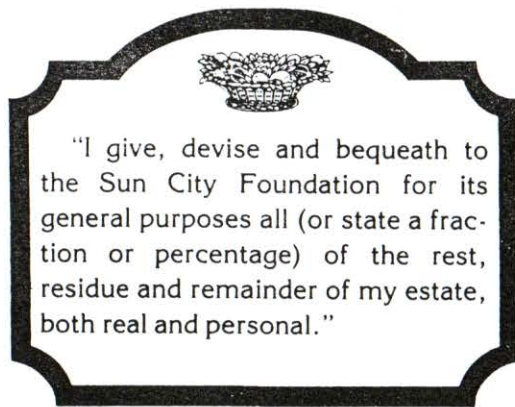 “I give, devise and bequeath to
the Sun City Foundation for its
general purposes all (or state a frac-
tion or percentage) of the rest,
residue and remainder of my estate,
both real and personal.”